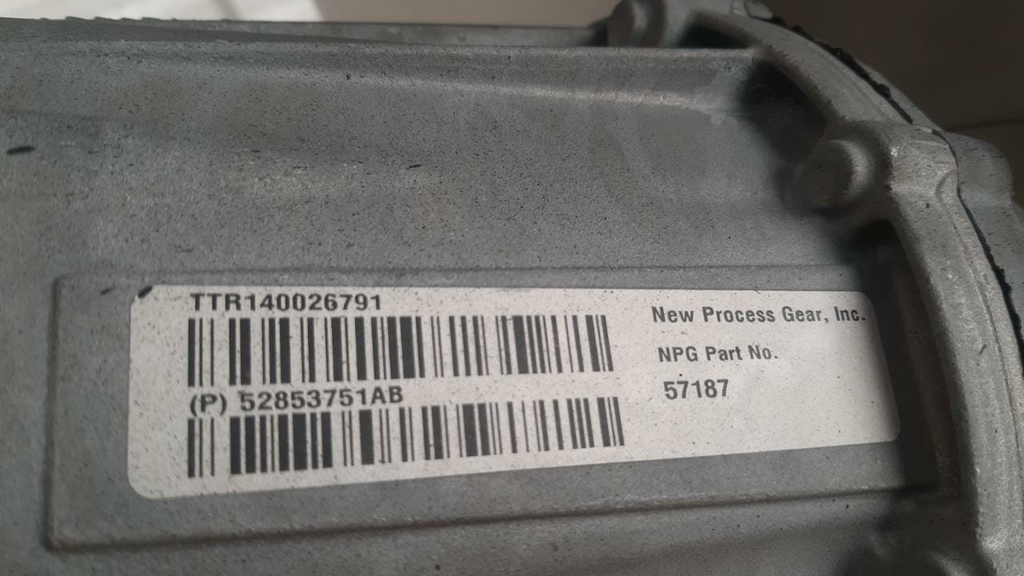 TTR140026791
(P) 52853751AB
New Process Gear, Inc.
NPG Part No.
57187